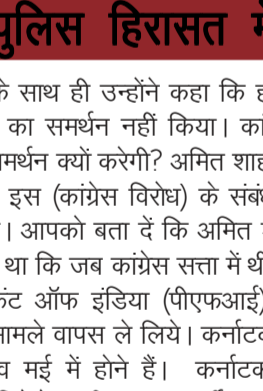 पुलिस हिरासत में
के साथ ही उन्होंने कहा कि
का समर्थन नहीं किया।
समर्थन क्यों करेगी? अमित शाह
इस (कांग्रेस विरोध) के संबंध
। आपको बता दें कि अमित
था कि जब कांग्रेस सत्ता में थी
फ्रंट ऑफ इंडिया (पीएफआई)
मामले वापस ले लिये। कर्नाटक
मई में होने हैं। कर्नाटक